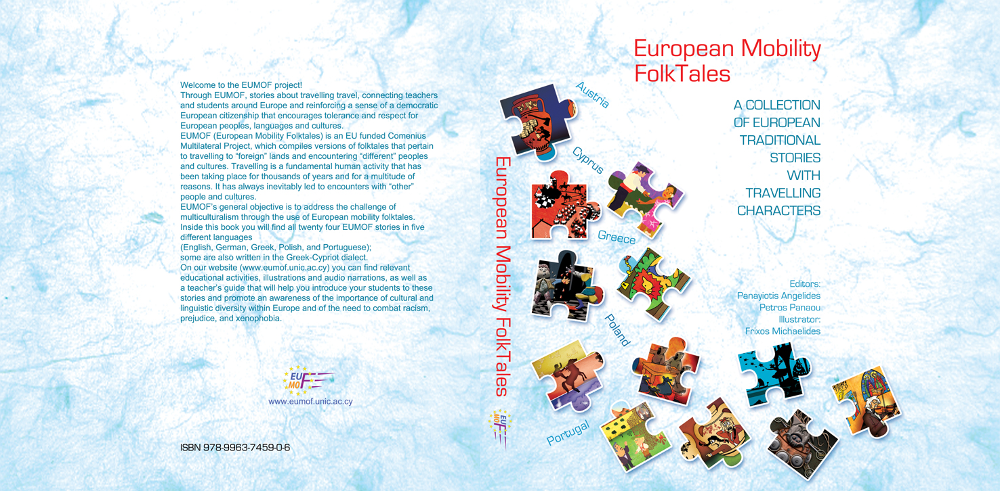 Welcome to the EUMOF project!
Through EUMOF, stories about travelling travel, connecting teachers
and students around Europe and reinforcing a sense of a democratic
European citizenship that encourages tolerance and respect for
European peoples, languages and cultures.
EUMOF (European Mobility Folktales) is an EU funded Comenius
Multilateral Project, which compiles versions of folktales that pertain
to travelling to “foreign” lands and encountering “different” peoples
and cultures. Travelling is a fundamental human activity that has
been taking place for thousands of years and for a multitude of
reasons. It has always inevitably led to encounters with “other”
people and cultures.
EUMOF’s general objective is to address the challenge of
multiculturalism through the use of European mobility folktales.
Inside this book you will find all twenty four EUMOF stories in five
different languages
(English, German, Greek, Polish, and Portuguese);
some are also written in the Greek-Cypriot dialect.
On our website (www.eumof.unic.ac.cy) you can find relevant
educational activities, illustrations and audio narrations, as well as
a teacher’s guide that will help you introduce your students to these
stories and promote an awareness of the importance of cultural and
linguistic diversity within Europe and of the need to combat racism,
prejudice, and xenophobia.
EU
MOF
www.eumof.unic.ac.cy
ISBN 978-9963-7459-0-6
European Mobility FolkTales
EU
MOF
European Mobility
FolkTales
A COLLECTION
OF EUROPEAN
TRADITIONAL
STORIES
WITH
TRAVELLING
CHARACTERS
Austria
Cyprus
Greece
Poland
Portugal
Editors:
Panayiotis Angelides
Petros Panaou
Illustrator:
Frixos Michaelides